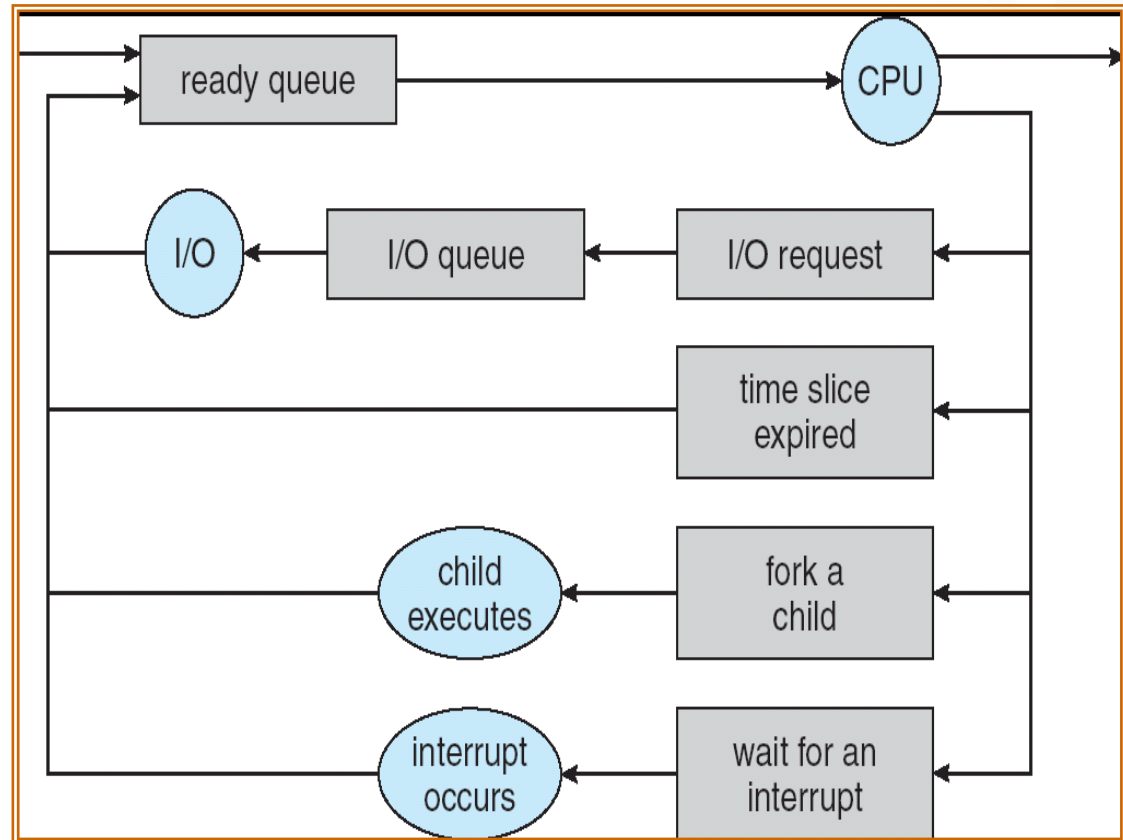 ready queue
CPU
I/O
I/O queue
I/O request
time slice
expired
child
executes
fork a
child
interrupt
occurs
wait for an
interrupt